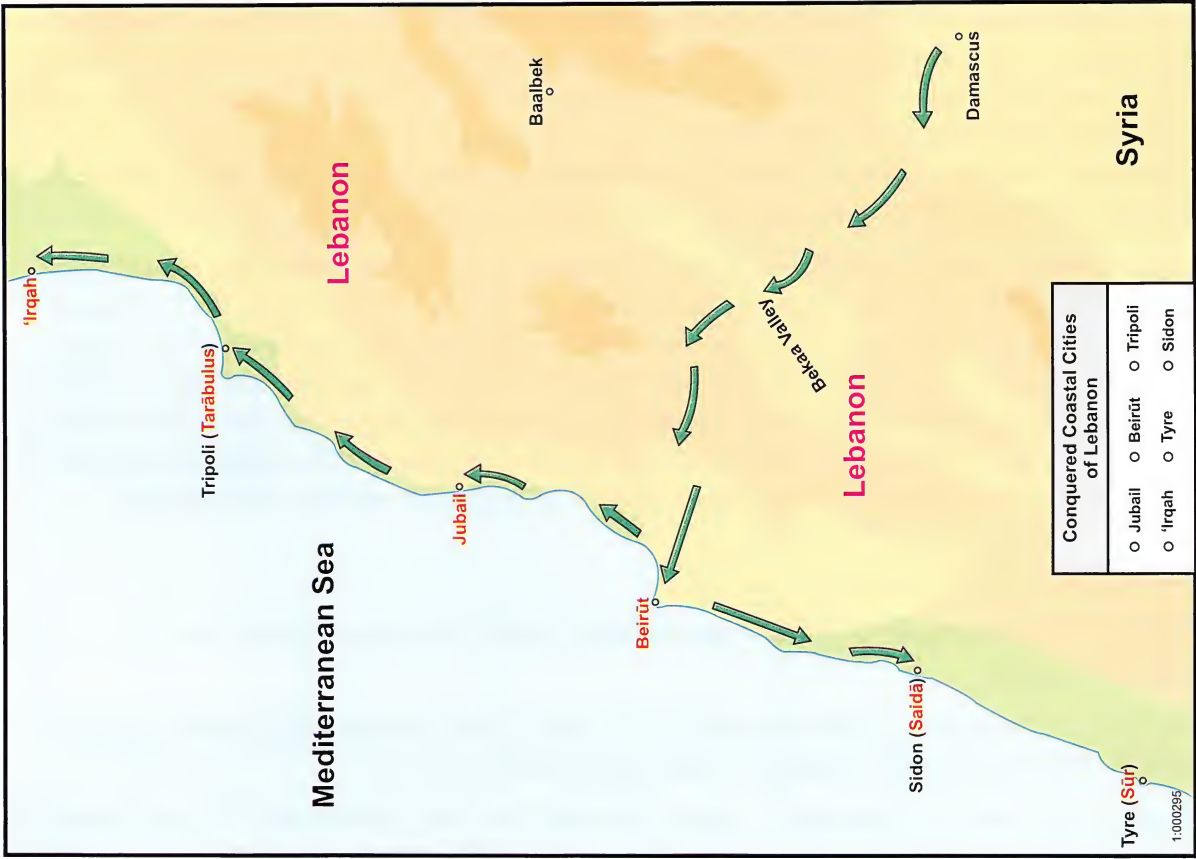 'Irqah
Tripoli (Tarābulus)
Jubail
Mediterranean Sea
Beirūt
Sidon (Saidā)
Tyre (Sūr)
1:000295
Lebanon
Baalbek
Bekaa Valley
Lebanon
Damascus
Syria
Conquered Coastal Cities
of Lebanon
Jubail Beirūt Tripoli
'Irqah Tyre Sidon